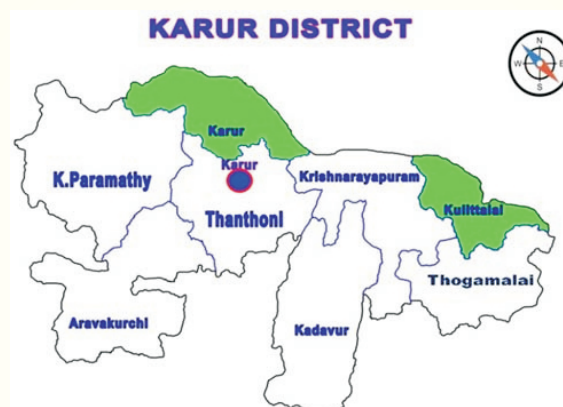 KARUR DISTRICT
N
W E
S
Karur
Karur
K.Paramathy
Krishnarayapuram
Kulittalai
Thanthoni
Thogamalai
Aravakurchi
Kadavur